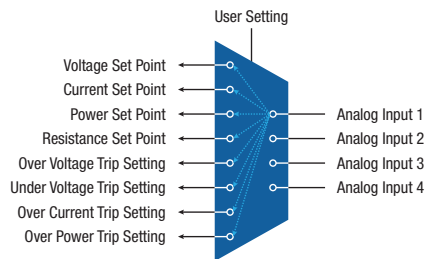 User Setting
Voltage Set Point
Current Set Point
Power Set Point
Resistance Set Point
Over Voltage Trip Setting
Under Voltage Trip Setting
Over Current Trip Setting
Over Power Trip Setting
Analog Input 1
Analog Input 2
Analog Input 3
Analog Input 4